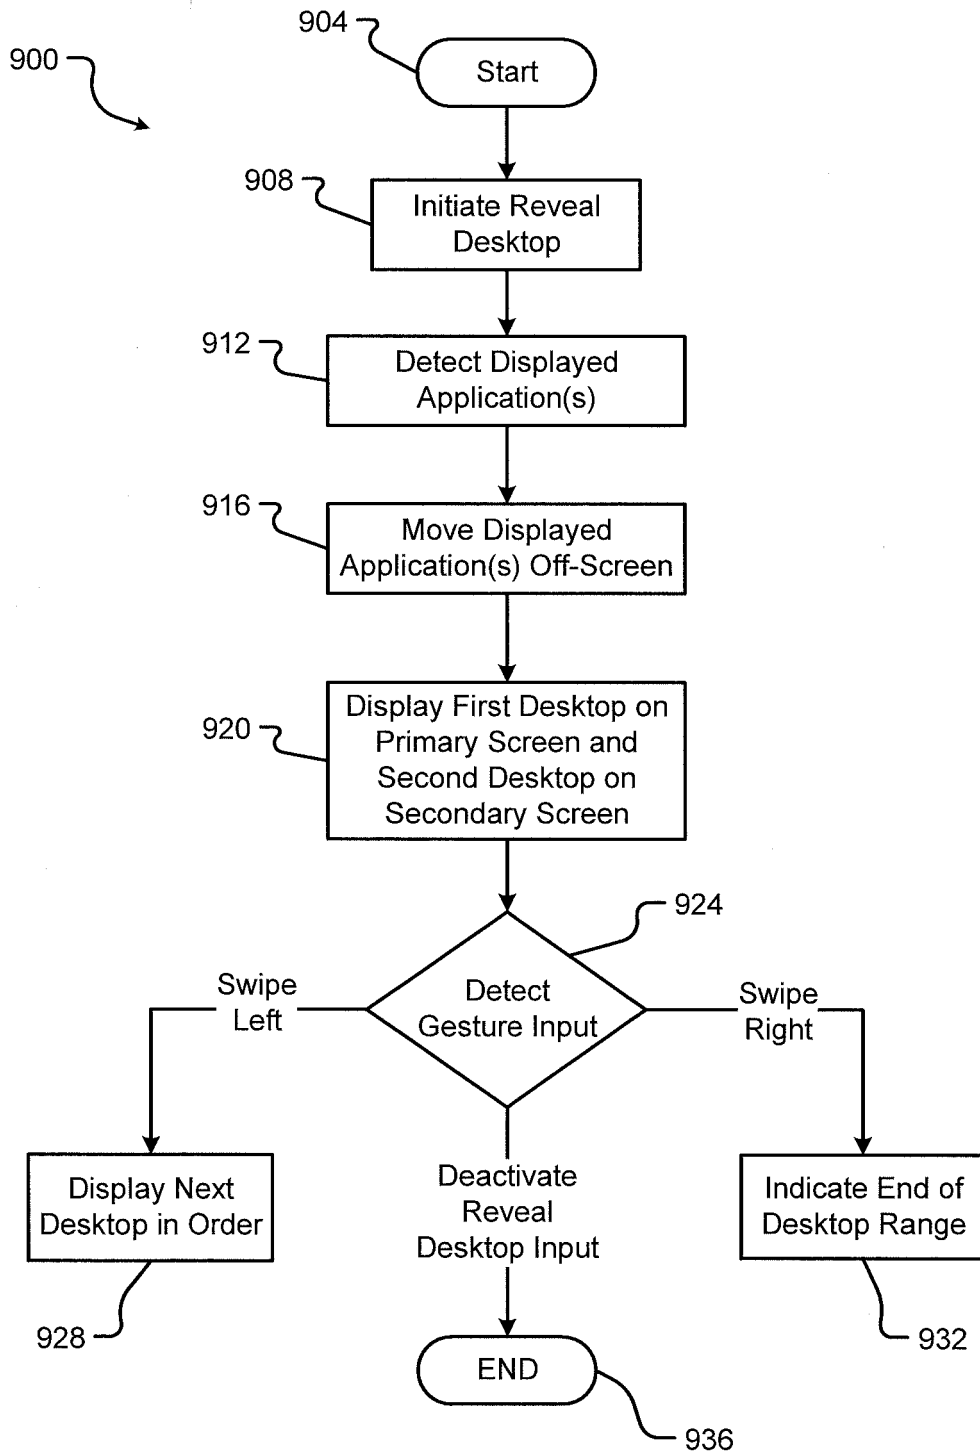 904
Start
900
908
Initiate Reveal
Desktop
912
Detect Displayed
Application(s)
916
Move Displayed
Application(s) Off-Screen
920
Display First Desktop on
Primary Screen and
Second Desktop on
Secondary Screen
924
Detect
Gesture Input
Swipe
Left
Swipe
Right
Display Next
Desktop in Order
928
Deactivate
Reveal
Desktop Input
Indicate End of
Desktop Range
932
END
936